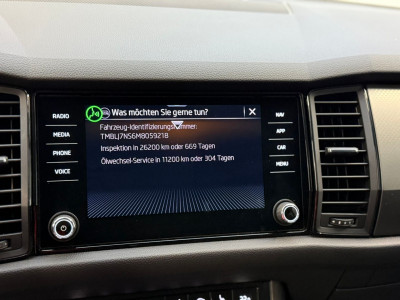 Was möchten Sie gerne tun?
RADIO
MEDIA
PHONE
VOICE
Fahrzeug-Identifizierungsnummer:
TMBLJ7NS6M8059218
Inspektion in 26200 km oder 669 Tagen
Ölwechsel-Service in 11200 km oder 304 Tagen
NAV
APP
CAR
MENU